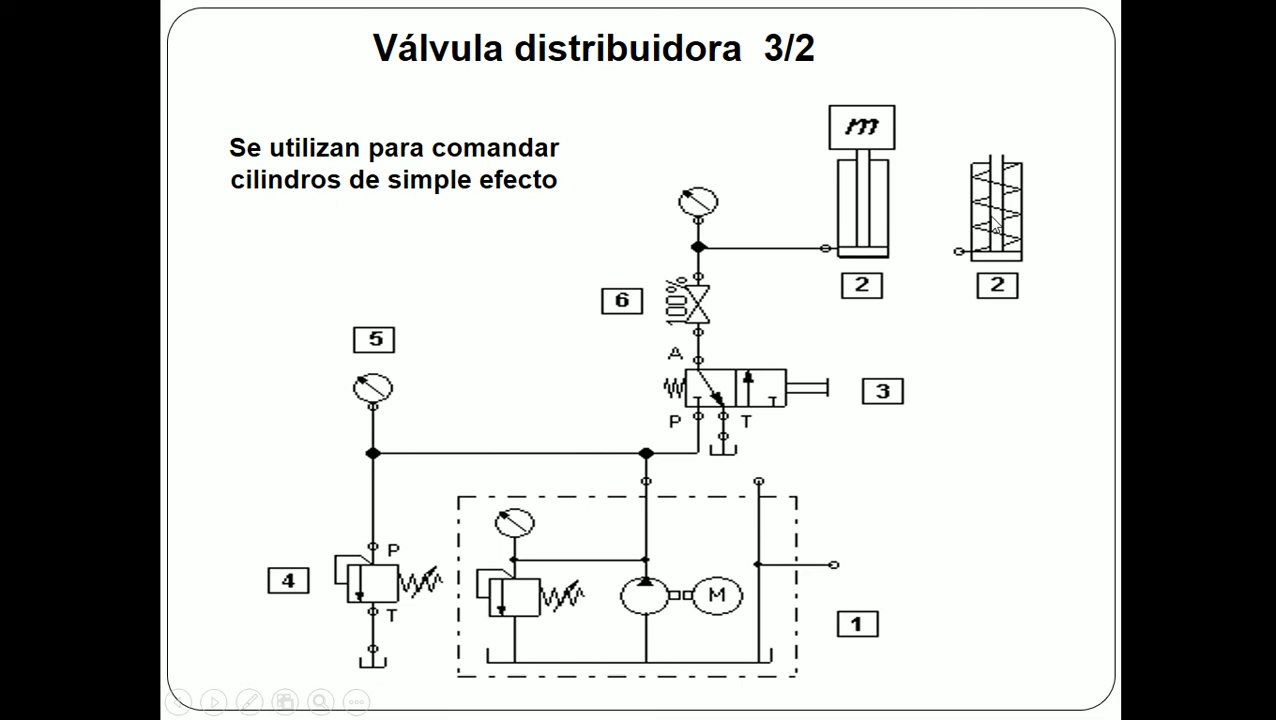 Válvula distribuidora 3/2
Se utilizan para comandar
cilindros de simple efecto
m
2
2
6
100%
5
A
3
P
T
P
4
T
M
1